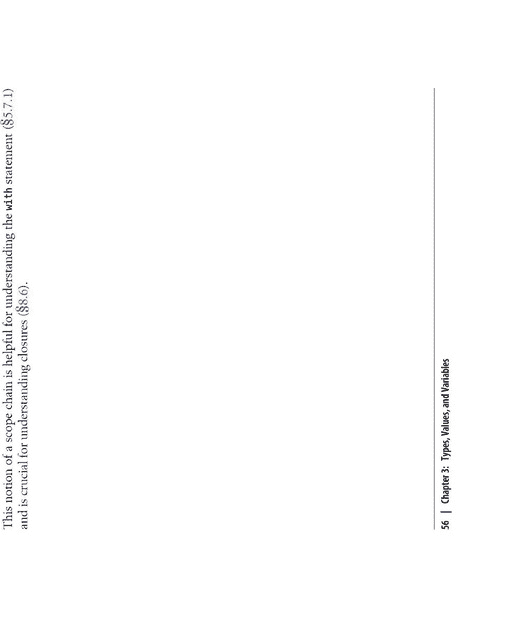 This notion of a scope chain is helpful for understanding the with statement (§5.7.1)
and is crucial for understanding closures (§8.6).
56 | Chapter 3: Types, Values, and Variables